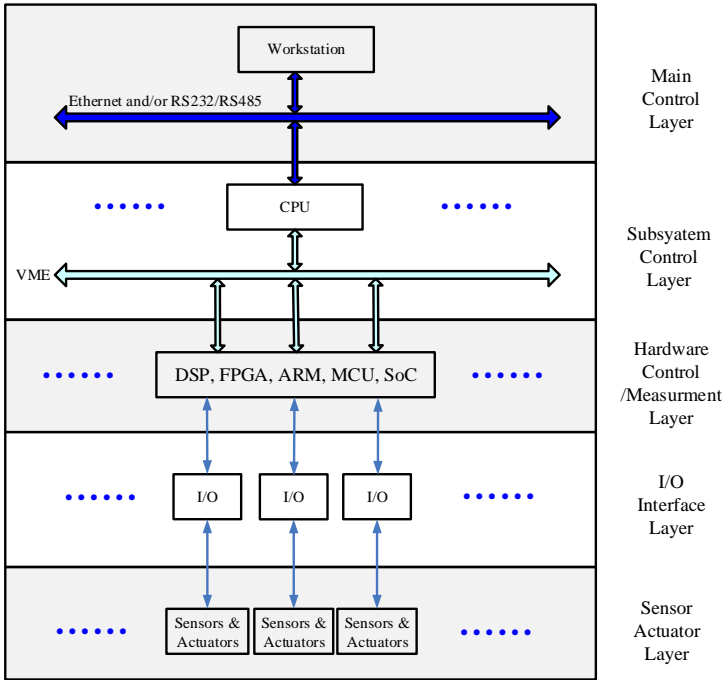 Workstation
Ethernet and/or RS232/RS485
Main
Control
Layer
CPU
VME
Subsyatem
Control
Layer
DSP, FPGA, ARM, MCU, SoC
Hardware
Control
/Measurment
Layer
I/O
I/O
I/O
I/O
Interface
Layer
Sensors &
Actuators
Sensors &
Actuators
Sensors &
Actuators
Sensor
Actuator
Layer